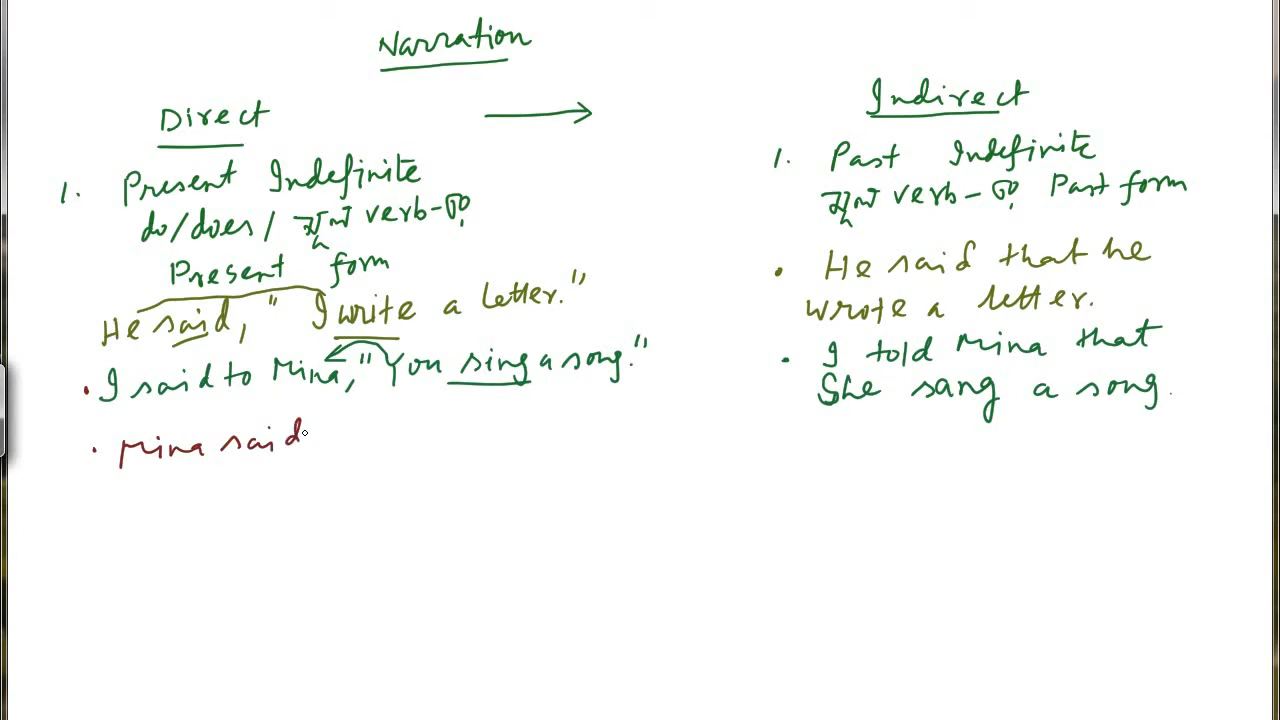 Narration
Direct
1. Present Indefinite
do/does/ মূল verb-এর
Present form
He said, "I write a letter."
• I said to Mina, "You sing a song."
• Mina said
Indirect
1. Past Indefinite
মূল verb-এর Past form
• He said that he
wrote a letter.
• I told Mina that
She sang a song.